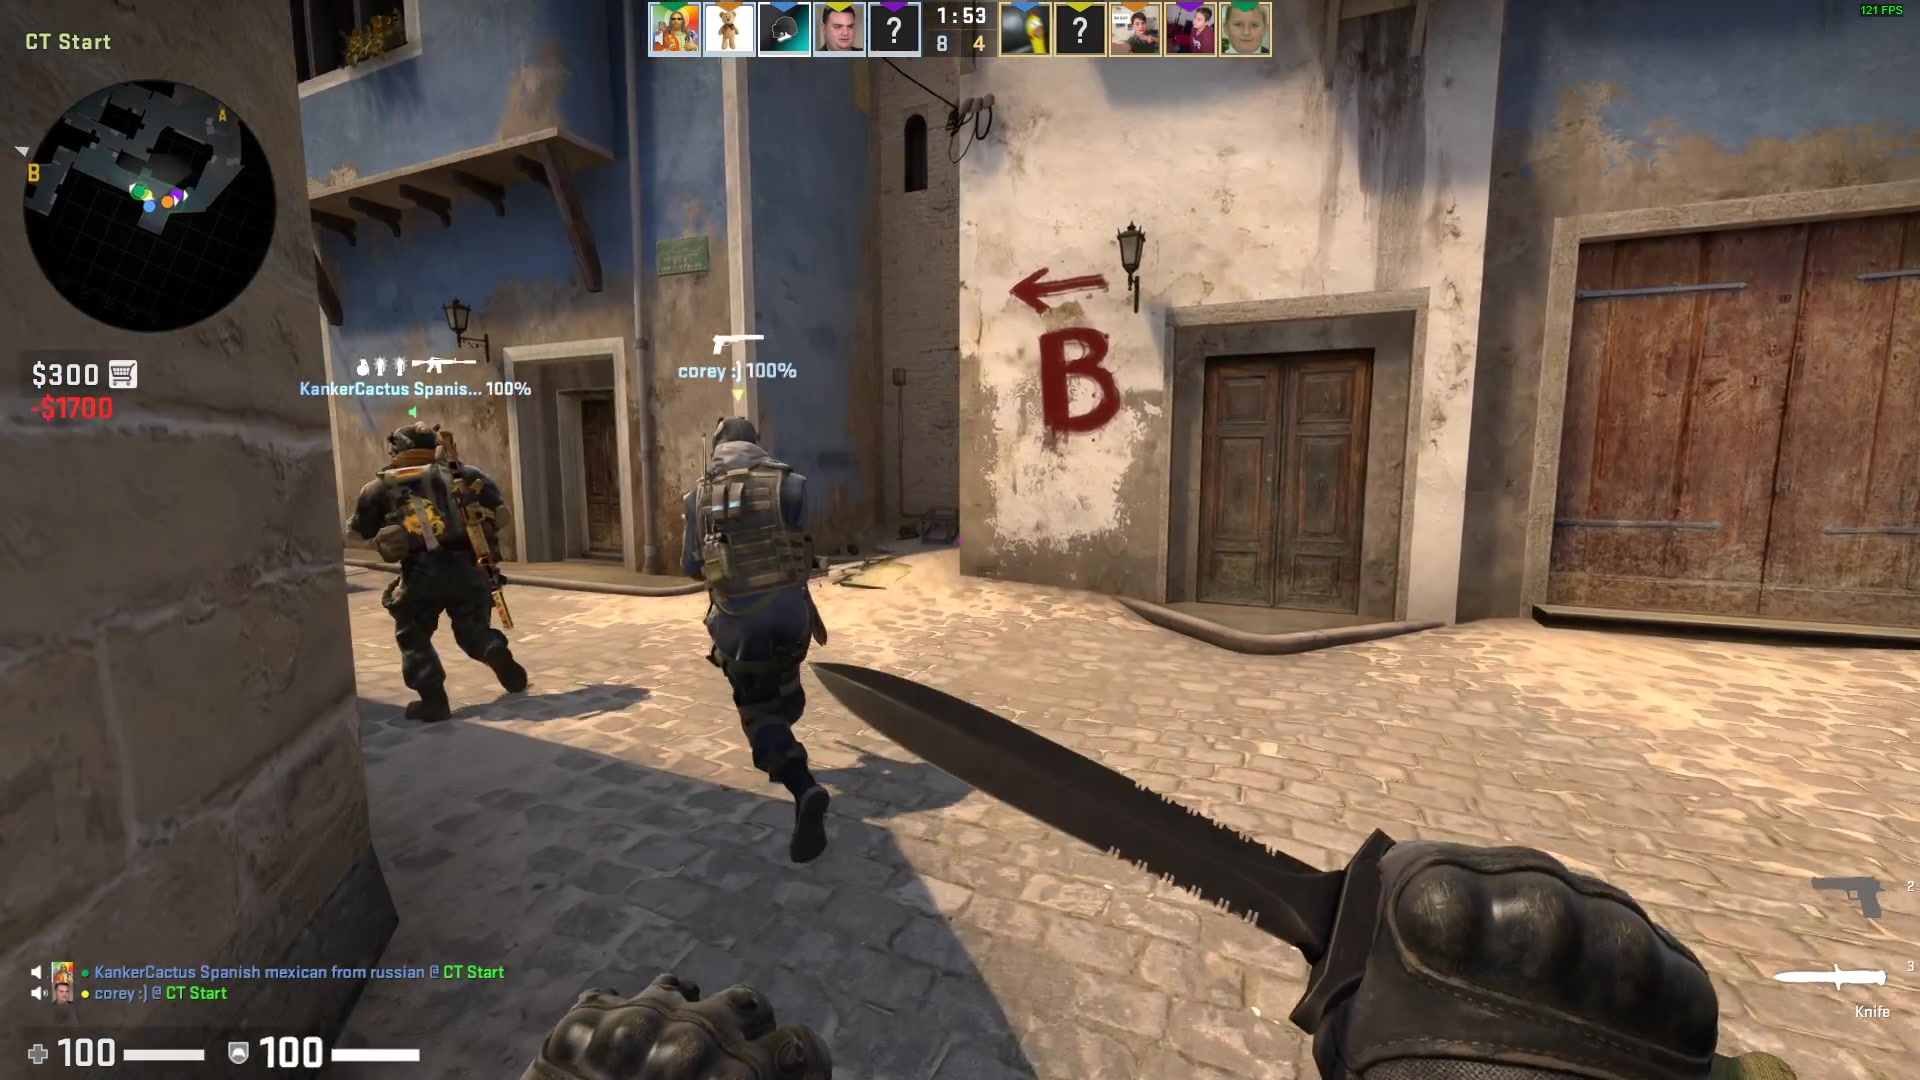 121 FPS
CT Start
? 1:53 ?
8 4
A
B
$300
-$1700
KankerCactus Spanis... 100%
corey :) 100%
B
2
3
Knife
KankerCactus Spanish mexican from russian @ CT Start
corey :) @ CT Start
100 100